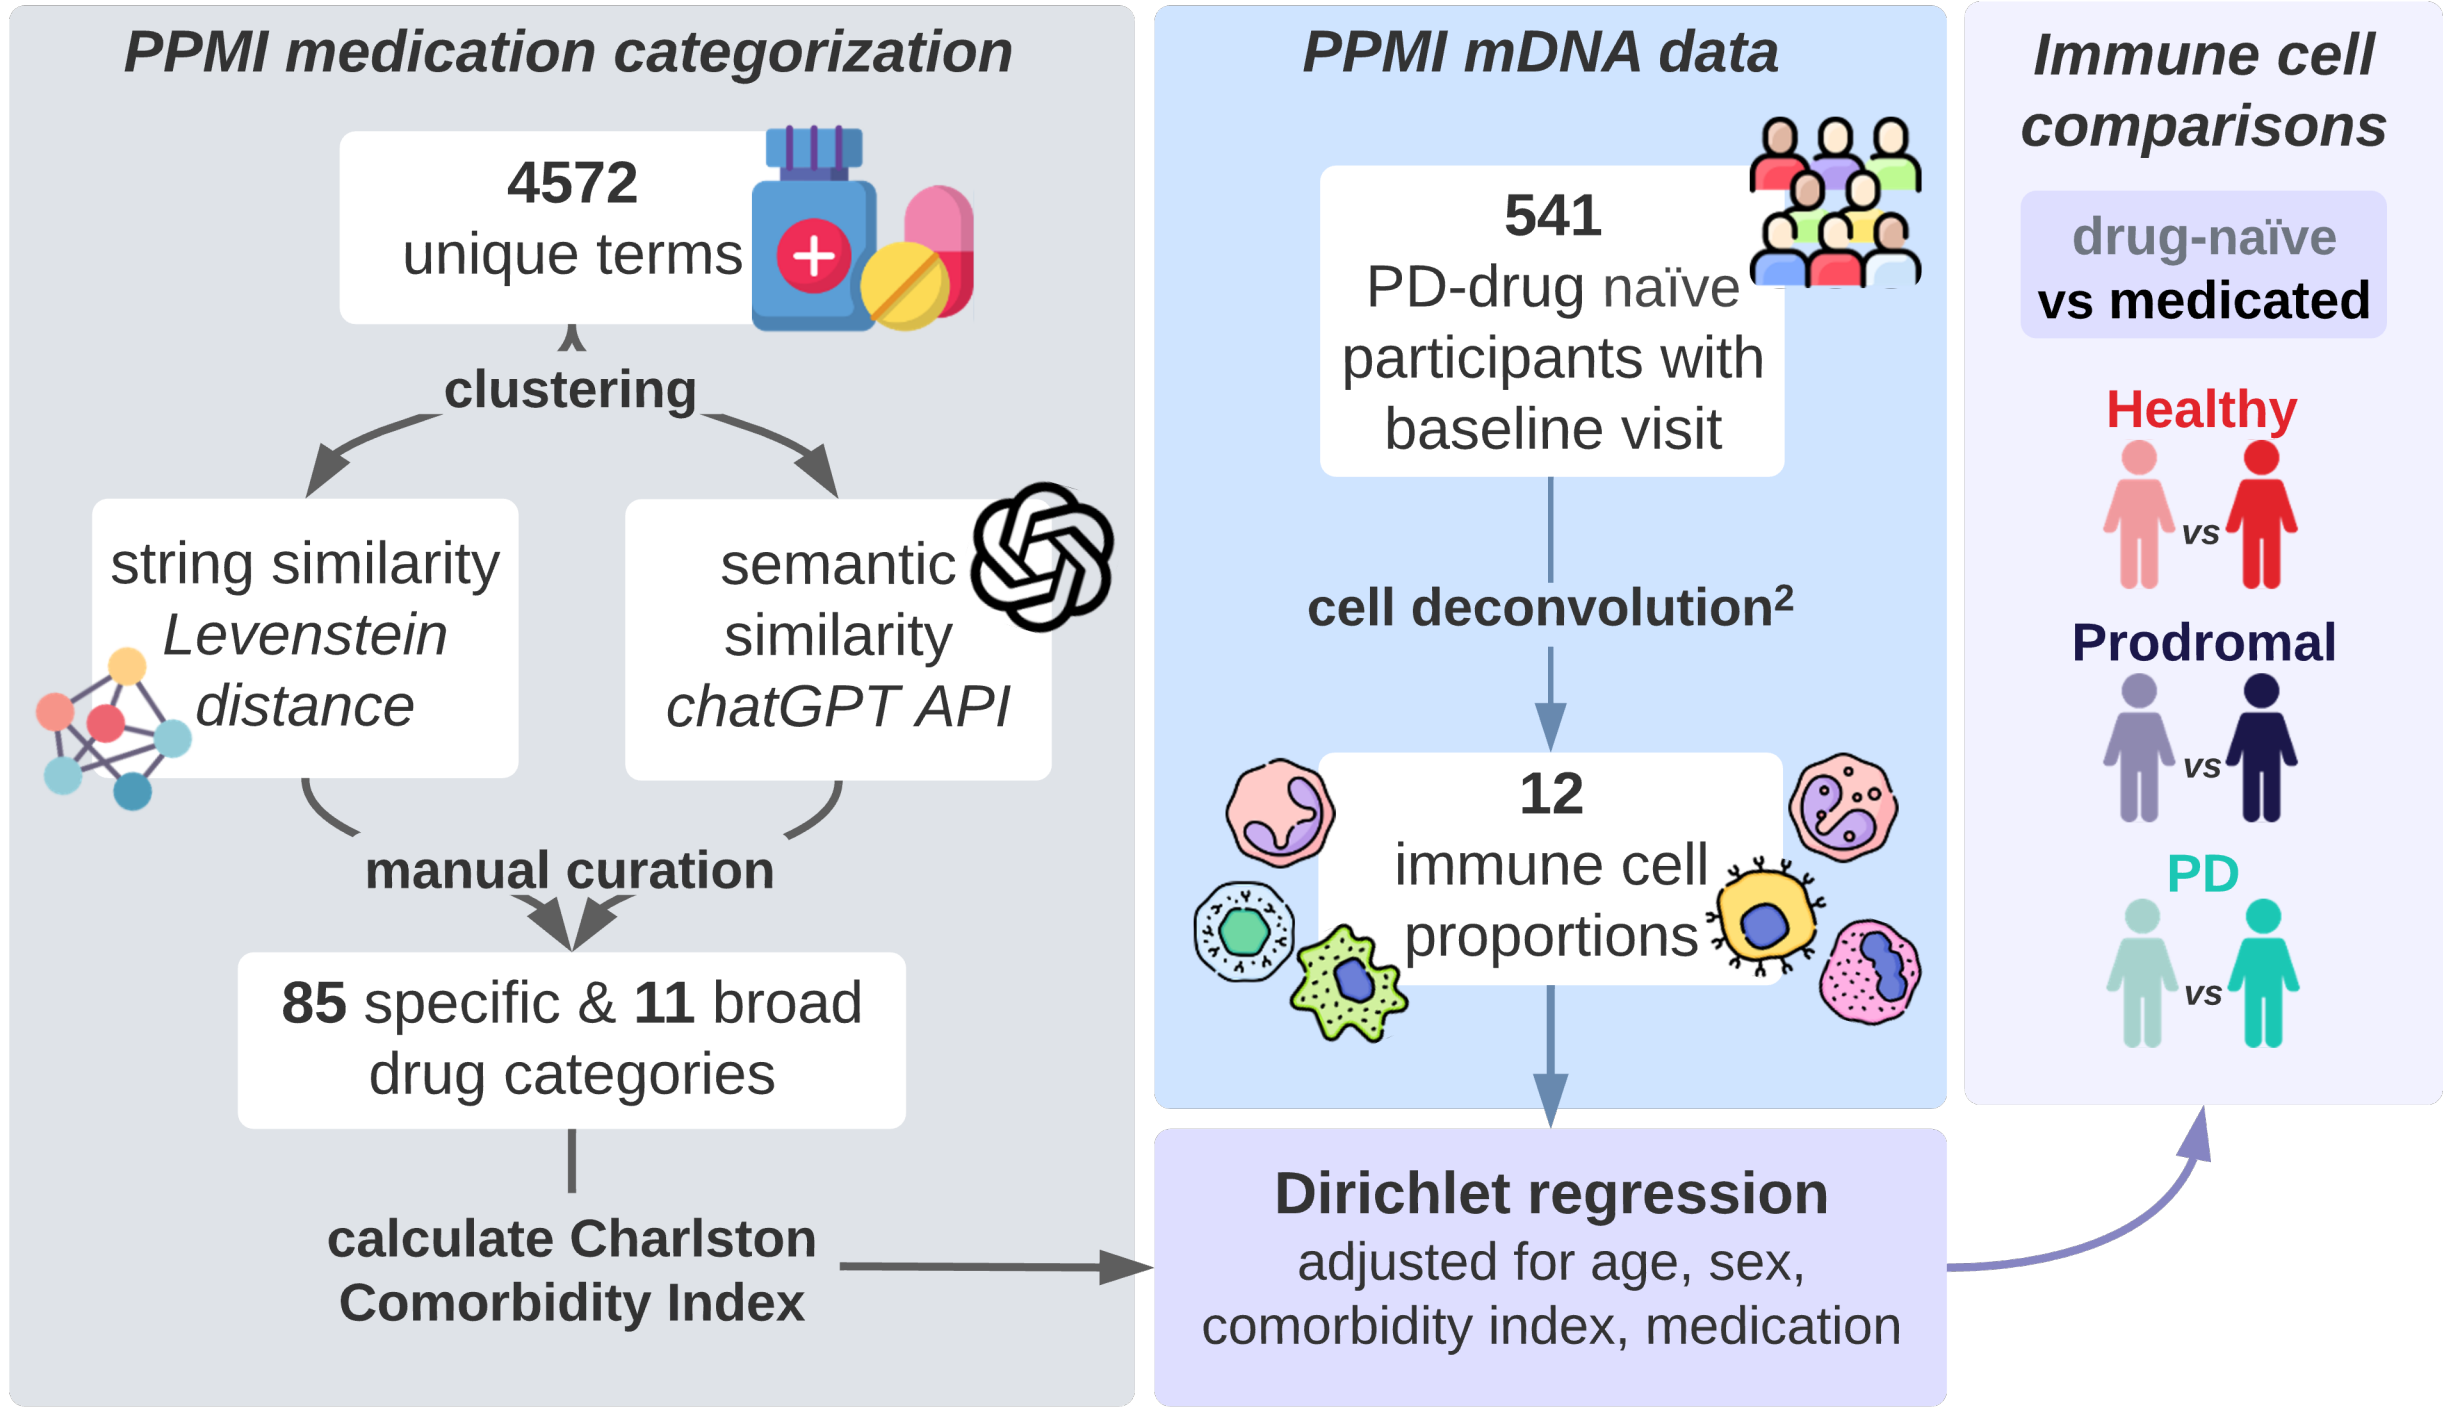 PPMI medication categorization
4572
unique terms
clustering
string similarity
Levenstein
distance
semantic
similarity
chatGPT API
manual curation
85 specific & 11 broad
drug categories
calculate Charlston
Comorbidity Index
PPMI mDNA data
541
PD-drug naïve
participants with
baseline visit
cell deconvolution²
12
immune cell
proportions
Dirichlet regression
adjusted for age, sex,
comorbidity index, medication
Immune cell
comparisons
drug-naïve
vs medicated
Healthy
vs
Prodromal
vs
PD
vs